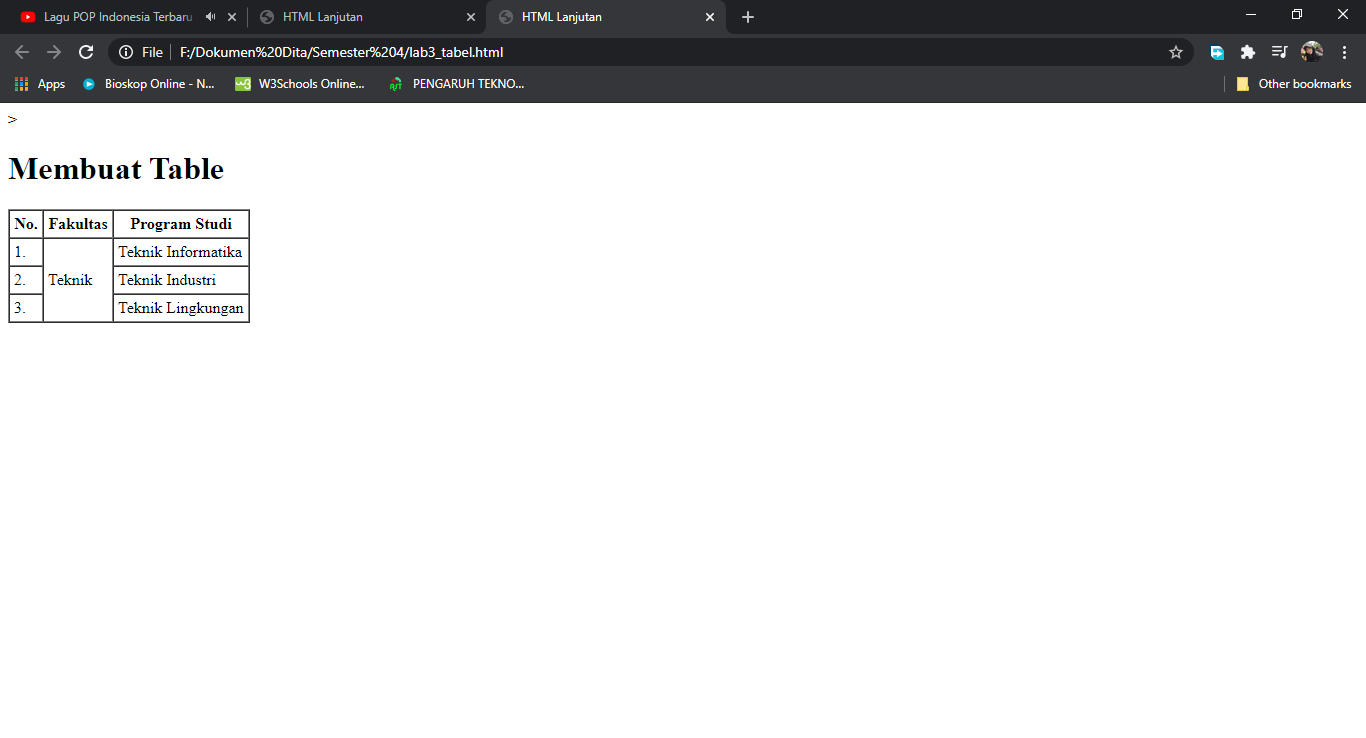 Lagu POP Indonesia Terbaru
HTML Lanjutan
HTML Lanjutan
File F:/Dokumen%20Dita/Semester%204/lab3_tabel.html
Apps Bioskop Online - N... W3Schools Online... PENGARUH TEKNO... Other bookmarks
>
Membuat Table
No. Fakultas Program Studi
1. Teknik Informatika
2. Teknik Teknik Industri
3. Teknik Lingkungan